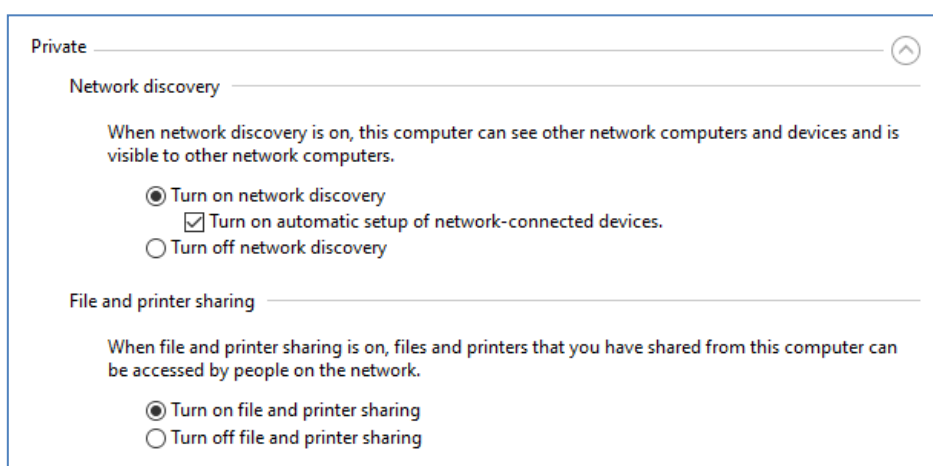 Private
Network discovery
When network discovery is on, this computer can see other network computers and devices and is
visible to other network computers.
Turn on network discovery
Turn on automatic setup of network-connected devices.
Turn off network discovery
File and printer sharing
When file and printer sharing is on, files and printers that you have shared from this computer can
be accessed by people on the network.
Turn on file and printer sharing
Turn off file and printer sharing